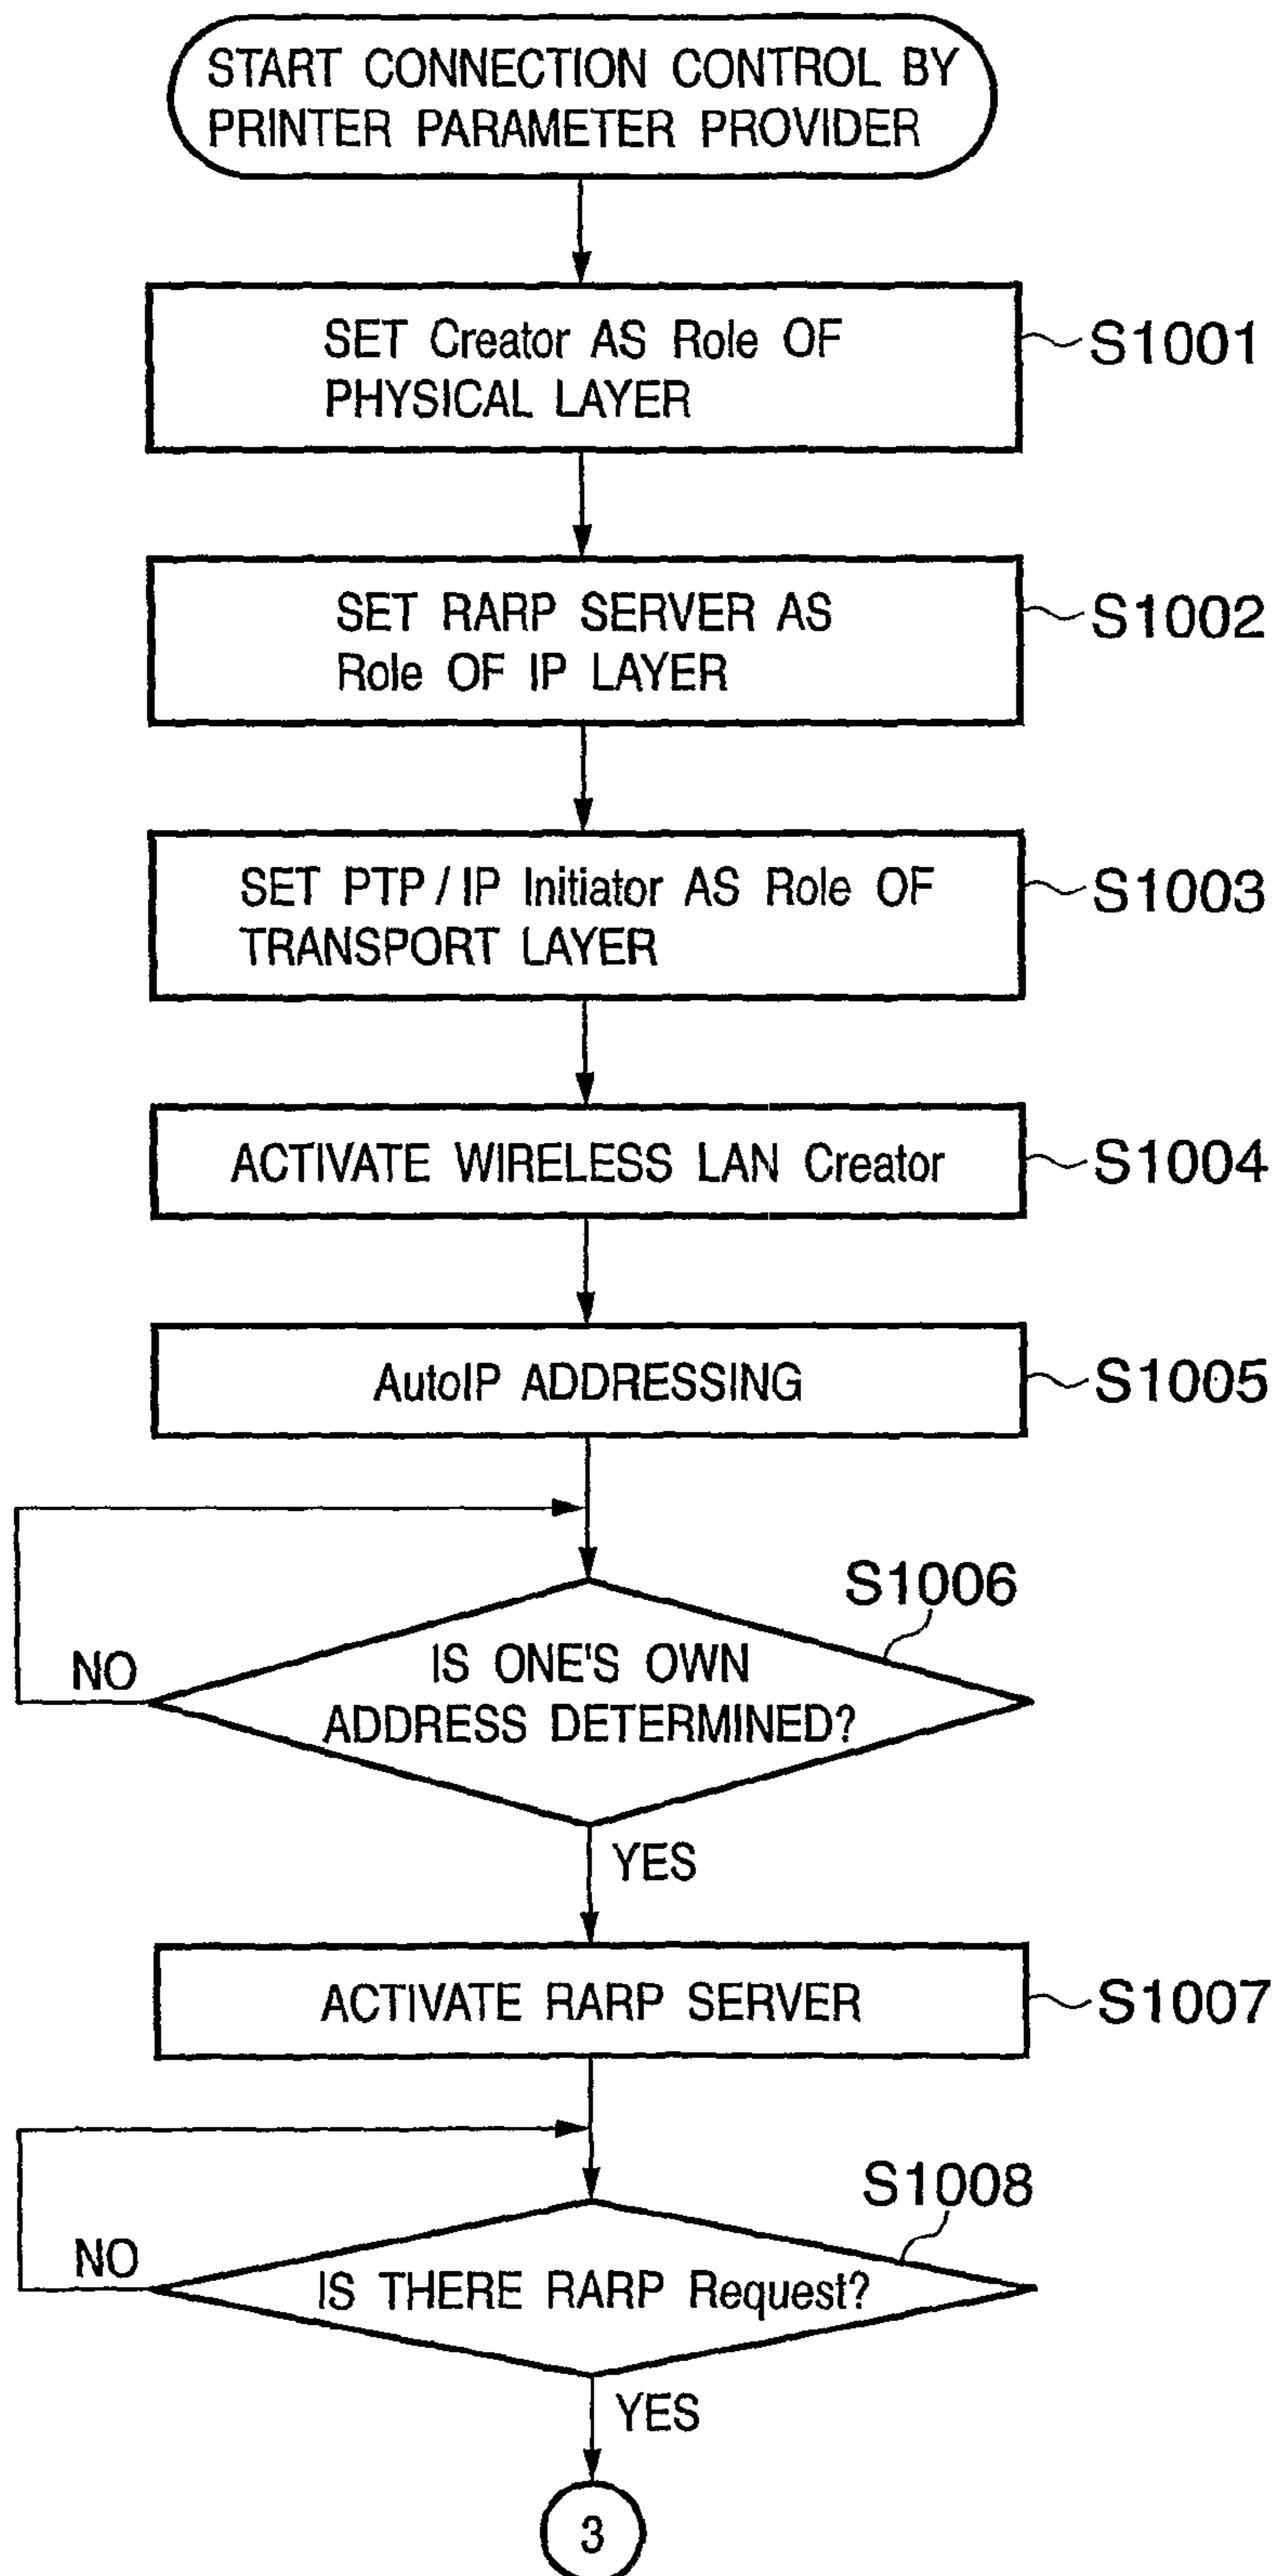 START CONNECTION CONTROL BY
PRINTER PARAMETER PROVIDER
SET Creator AS Role OF
PHYSICAL LAYER
S1001
SET RARP SERVER AS
Role OF IP LAYER
S1002
SET PTP / IP Initiator AS Role OF
TRANSPORT LAYER
S1003
ACTIVATE WIRELESS LAN Creator
S1004
AutoIP ADDRESSING
S1005
S1006
NO
IS ONE'S OWN
ADDRESS DETERMINED?
YES
ACTIVATE RARP SERVER
S1007
S1008
NO
IS THERE RARP Request?
YES
3